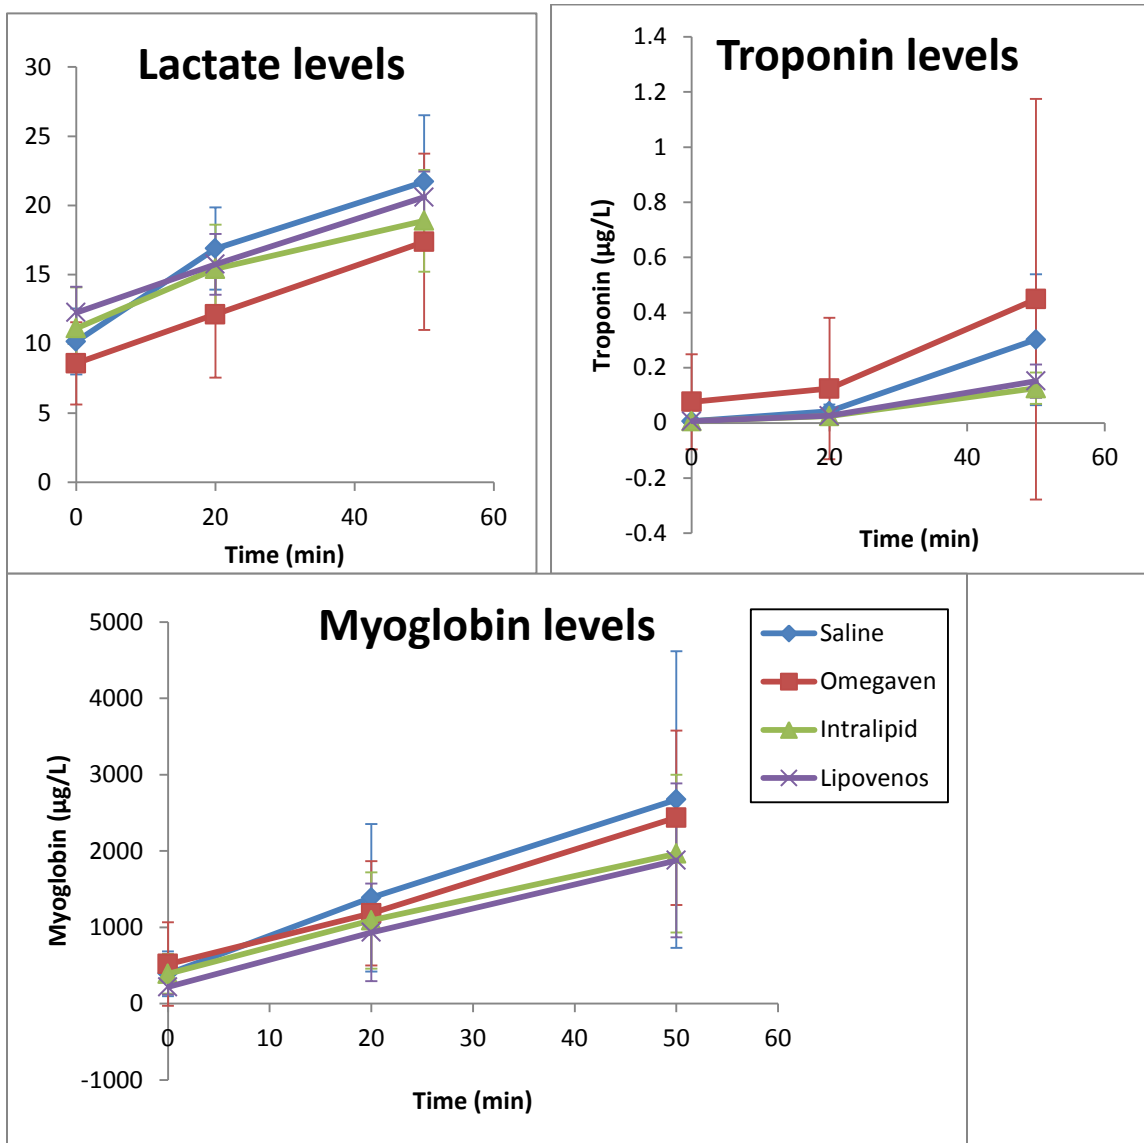 Lactate levels
30
25
20
15
10
5
0
0 20 40 60
Time (min)
Troponin levels
1.4
1.2
1
0.8
0.6
0.4
0.2
0
-0.2
-0.4
0 20 40 60
Troponin (µg/L)
Time (min)
Myoglobin levels
5000
4000
3000
2000
1000
0
-1000
0 10 20 30 40 50 60
Myoglobin (µg/L)
Time (min)
Saline
Omegaven
Intralipid
Lipovenos